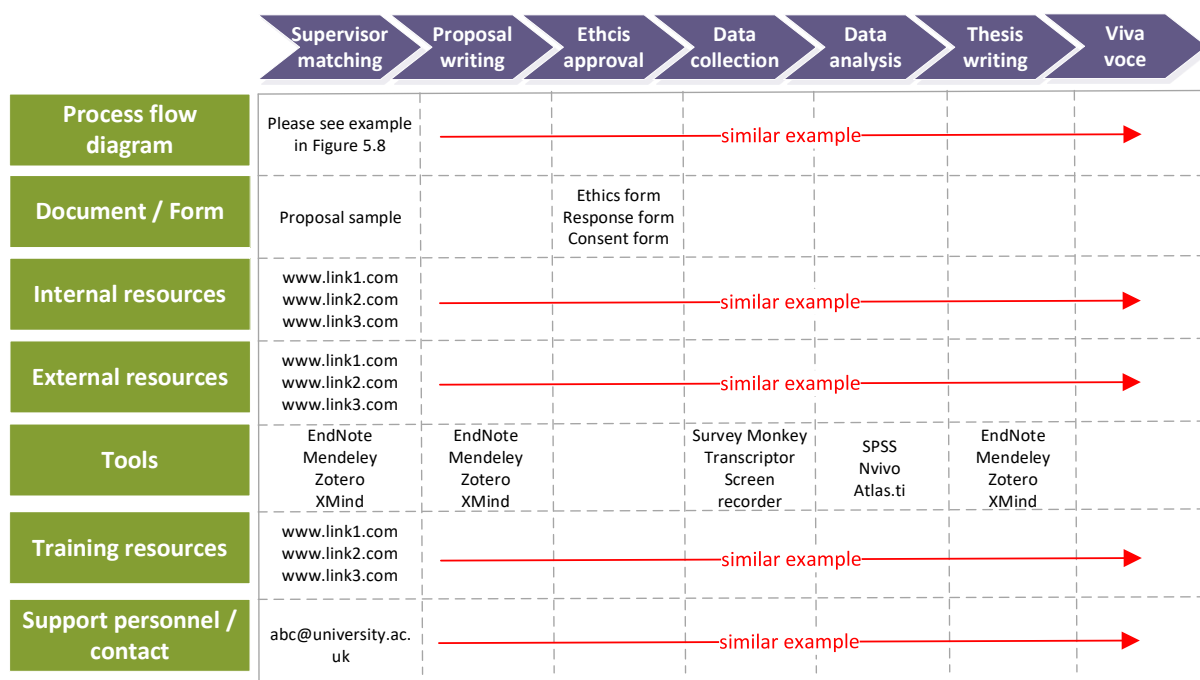 Supervisor
matching
Proposal
writing
Ethcis
approval
Data
collection
Data
analysis
Thesis
writing
Viva
voce
Process flow
diagram
Please see example
in Figure 5.8
similar example
Document / Form
Proposal sample
Ethics form
Response form
Consent form
Internal resources
www.link1.com
www.link2.com
www.link3.com
similar example
External resources
www.link1.com
www.link2.com
www.link3.com
similar example
Tools
EndNote
Mendeley
Zotero
XMind
EndNote
Mendeley
Zotero
XMind
Survey Monkey
Transcriptor
Screen
recorder
SPSS
Nvivo
Atlas.ti
EndNote
Mendeley
Zotero
XMind
Training resources
www.link1.com
www.link2.com
www.link3.com
similar example
Support personnel /
contact
abc@university.ac.
uk
similar example